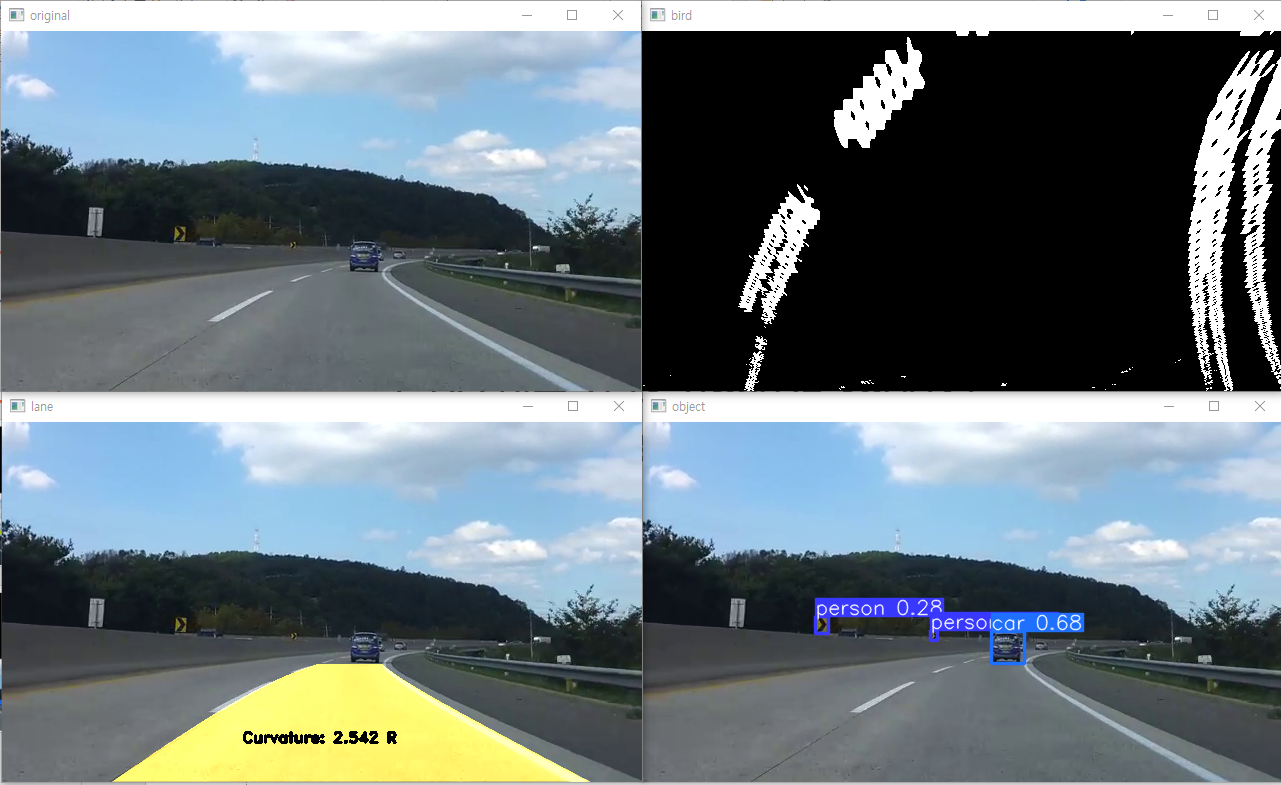 original
bird
lane
Curvature: 2.542 R
object
person 0.28
perso
car 0.68